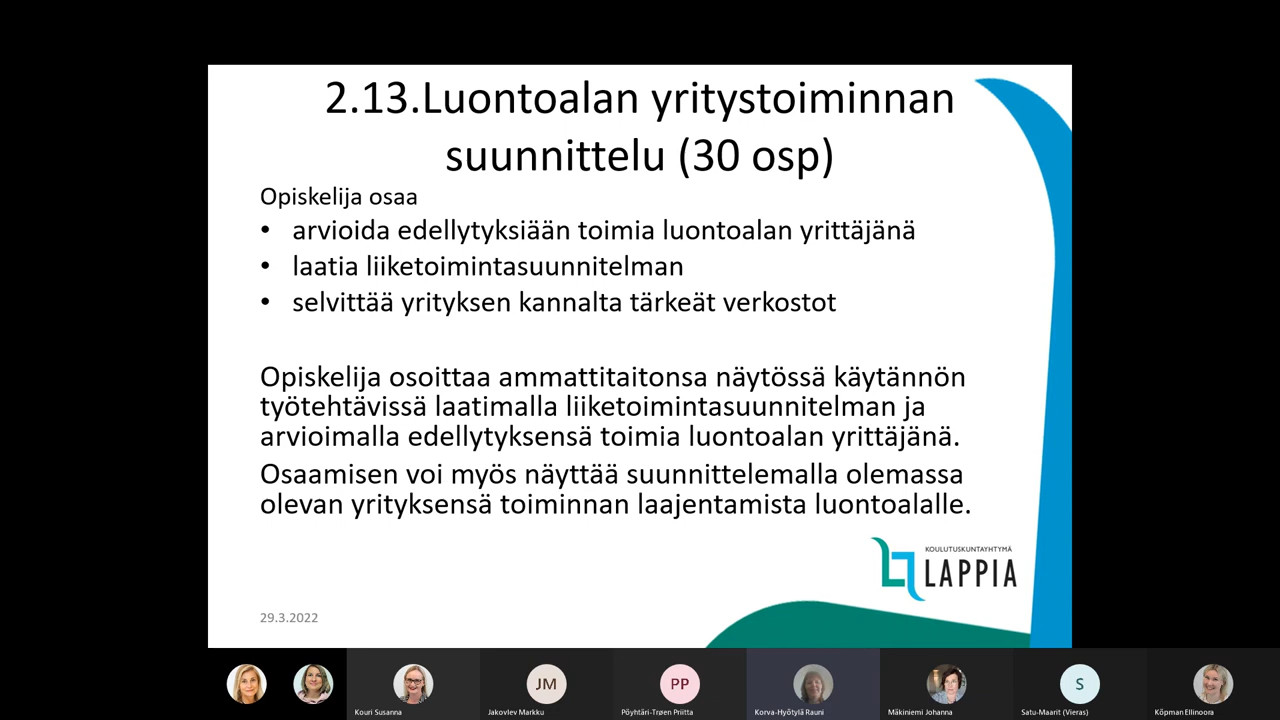 2.13.Luontoalan yritystoiminnan
suunnittelu (30 osp)
Opiskelija osaa
• arvioida edellytyksiään toimia luontoalan yrittäjänä
• laatia liiketoimintasuunnitelman
• selvittää yrityksen kannalta tärkeät verkostot
Opiskelija osoittaa ammattitaitonsa näytössä käytännön
työtehtävissä laatimalla liiketoimintasuunnitelman ja
arvioimalla edellytyksensä toimia luontoalan yrittäjänä.
Osaamisen voi myös näyttää suunnittelemalla olemassa
olevan yrityksensä toiminnan laajentamista luontoalalle.
KOULUTUSKUNTAYHTYMÄ
LAPPIA
29.3.2022
JM
PP
S
Kouri Susanna
Jakovlev Markku
Pöyhtäri-Trøen Priitta
Korva-Hyötylä Rauni
Mäkiniemi Johanna
Satu-Maarit (Vieras)
Köpman Ellinoora